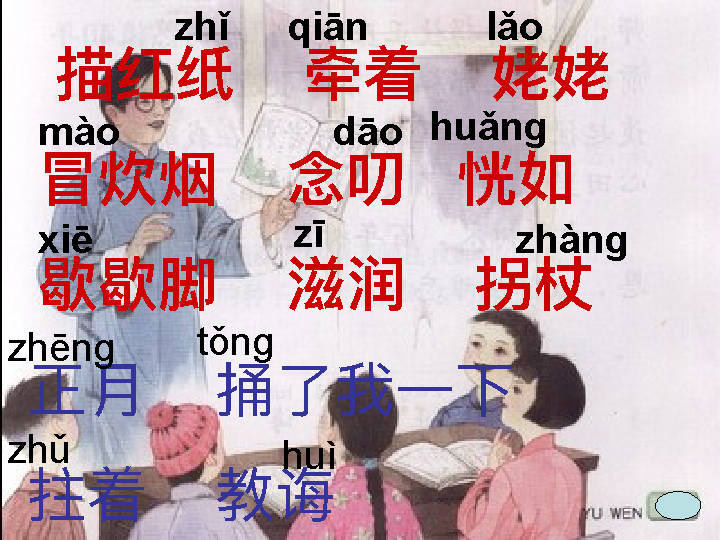 zhǐ qiān lǎo
描红纸 牵着 姥姥
mào dāo huǎng
冒炊烟 念叨 恍如
xiē zī zhàng
歇歇脚 滋润 拐杖
zhēng tǒng
正月 捅了我一下
zhǔ huì
拄着 教诲
YU WEN